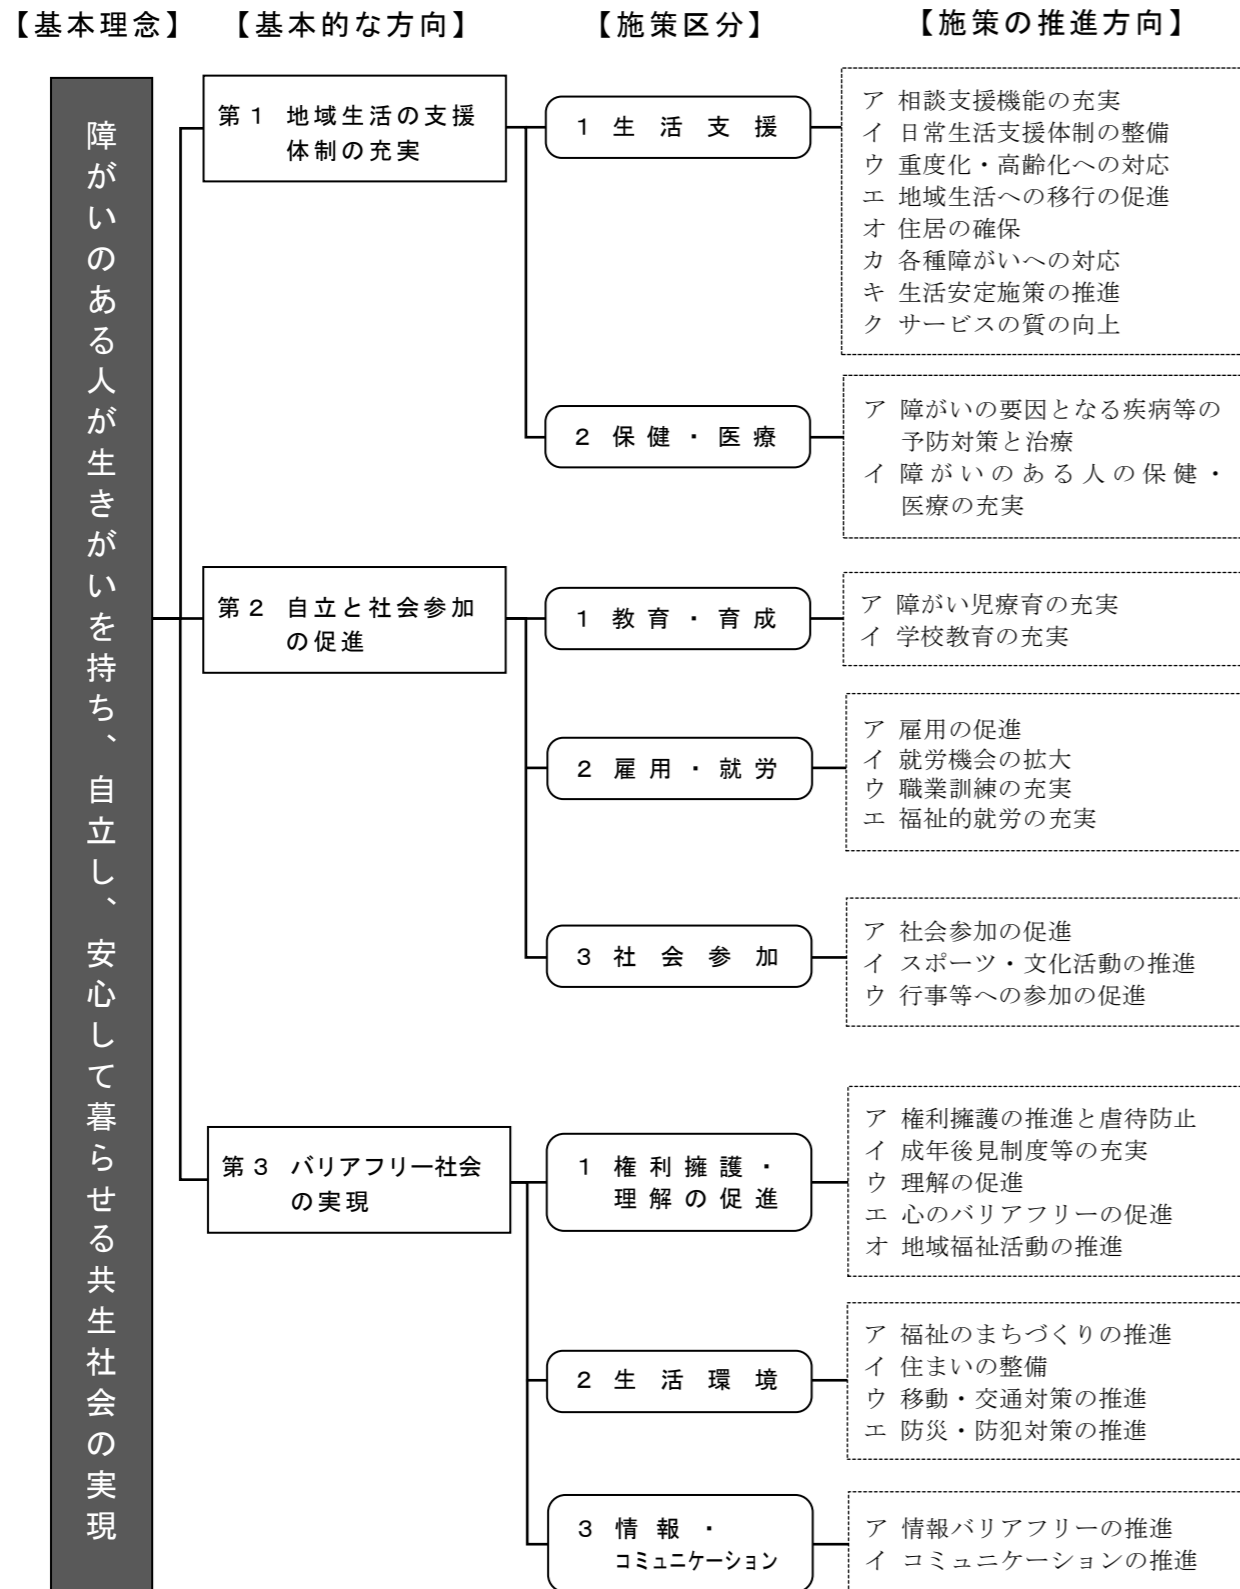 【基本理念】 【基本的な方向】 【施策区分】 【施策の推進方向】
障がいのある人が生きがいを持ち、自立し、安心して暮らせる共生社会の実現
第１ 地域生活の支援
体制の充実
１ 生活支援
ア 相談支援機能の充実
イ 日常生活支援体制の整備
ウ 重度化・高齢化への対応
エ 地域生活への移行の促進
オ 住居の確保
カ 各種障がいへの対応
キ 生活安定施策の推進
ク サービスの質の向上
２ 保健・医療
ア 障がいの要因となる疾病等の
予防対策と治療
イ 障がいのある人の保健・
医療の充実
第２ 自立と社会参加
の促進
１ 教育・育成
ア 障がい児療育の充実
イ 学校教育の充実
２ 雇用・就労
ア 雇用の促進
イ 就労機会の拡大
ウ 職業訓練の充実
エ 福祉的就労の充実
３ 社会参加
ア 社会参加の促進
イ スポーツ・文化活動の推進
ウ 行事等への参加の促進
第３ バリアフリー社会
の実現
１ 権利擁護・
理解の促進
ア 権利擁護の推進と虐待防止
イ 成年後見制度等の充実
ウ 理解の促進
エ 心のバリアフリーの促進
オ 地域福祉活動の推進
２ 生活環境
ア 福祉のまちづくりの推進
イ 住まいの整備
ウ 移動・交通対策の推進
エ 防災・防犯対策の推進
３ 情報・
コミュニケーション
ア 情報バリアフリーの推進
イ コミュニケーションの推進